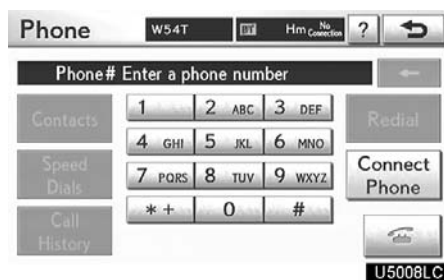 Phone W54T DT Hm No Connection ?
Phone# Enter a phone number
Contacts 1 2 ABC 3 DEF Redial
4 GHI 5 JKL 6 MNO
Speed Dials 7 PQRS 8 TUV 9 WXYZ Connect Phone
Call History * + 0 #
U5008LC